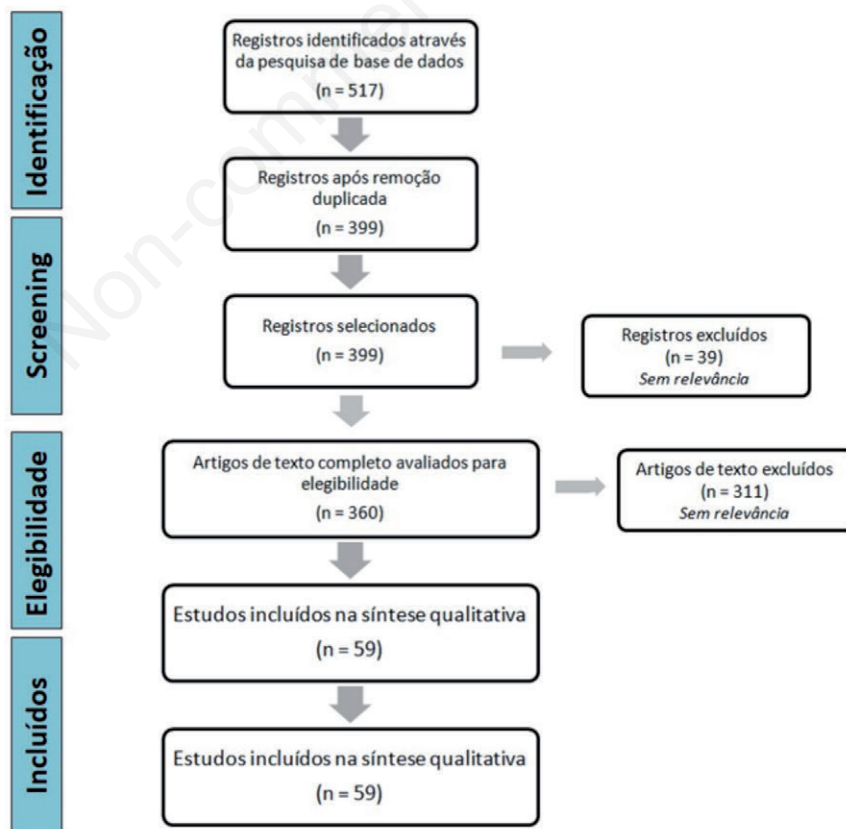 Identificação
Registros identificados através
da pesquisa de base de dados
(n = 517)
Registros após remoção
duplicada
(n = 399)
Screening
Registros selecionados
(n = 399)
Registros excluídos
(n = 39)
Sem relevância
Elegibilidade
Artigos de texto completo avaliados para
elegibilidade
(n = 360)
Artigos de texto excluídos
(n = 311)
Sem relevância
Estudos incluídos na síntese qualitativa
(n = 59)
Incluídos
Estudos incluídos na síntese qualitativa
(n = 59)